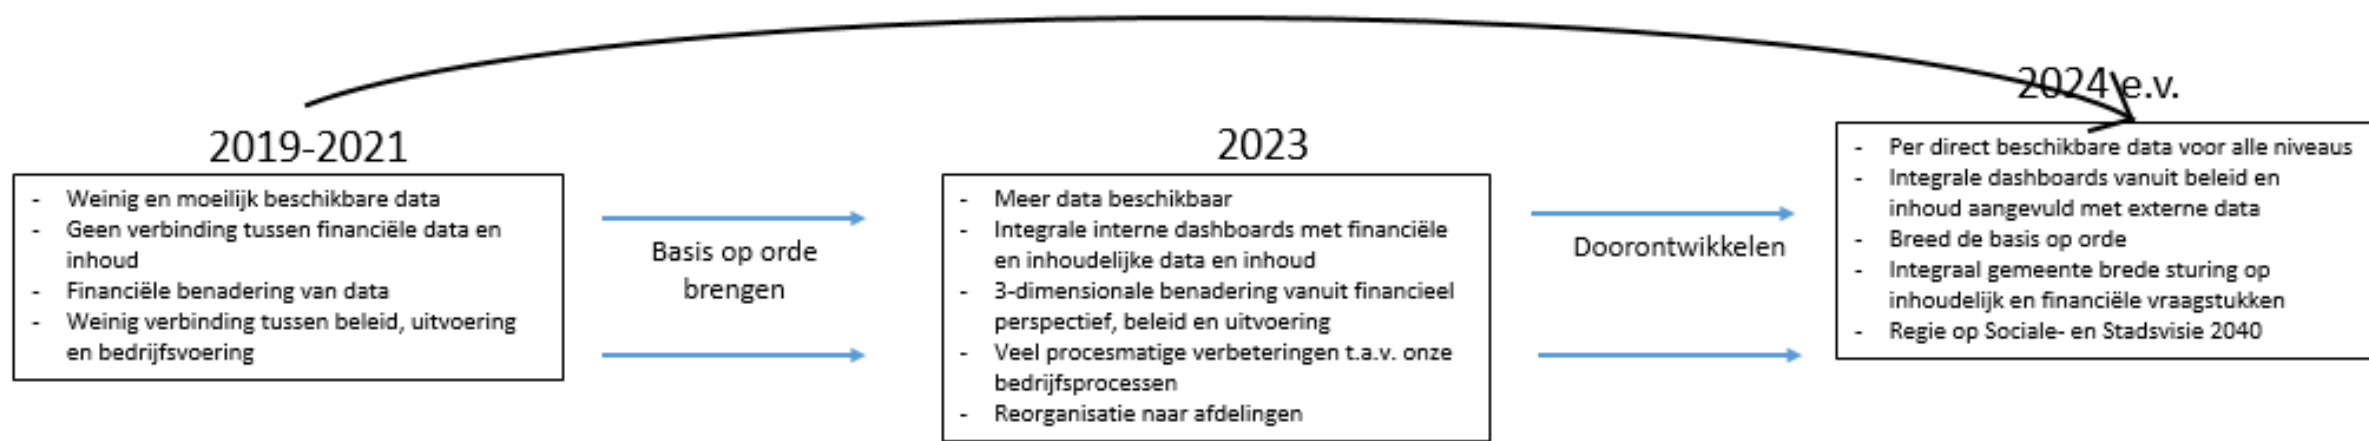 2019-2021
- Weinig en moeilijk beschikbare data
- Geen verbinding tussen financiële data en
inhoud
- Financiële benadering van data
- Weinig verbinding tussen beleid, uitvoering
en bedrijfsvoering
Basis op orde
brengen
2023
- Meer data beschikbaar
- Integrale interne dashboards met financiële
en inhoudelijke data en inhoud
- 3-dimensionale benadering vanuit financieel
perspectief, beleid en uitvoering
- Veel procesmatige verbeteringen t.a.v. onze
bedrijfsprocessen
- Reorganisatie naar afdelingen
Doorontwikkelen
2024 e.v.
- Per direct beschikbare data voor alle niveaus
- Integrale dashboards vanuit beleid en
inhoud aangevuld met externe data
- Breed de basis op orde
- Integraal gemeente brede sturing op
inhoudelijk en financiële vraagstukken
- Regie op Sociale- en Stadsvisie 2040